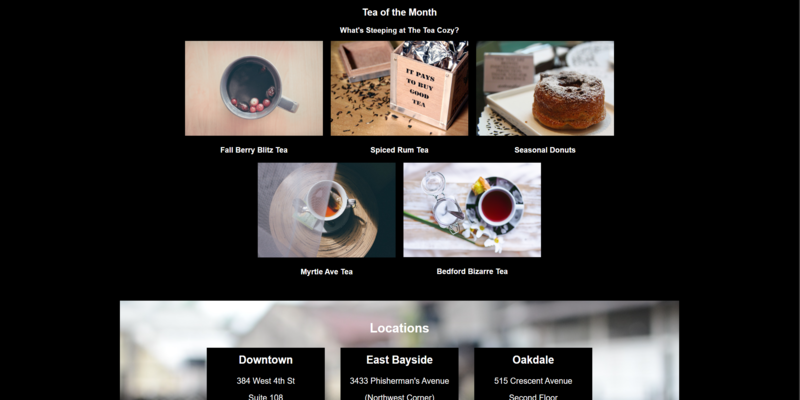 Tea of the Month
What's Steeping at The Tea Cozy?
IT PAYS
TO BUY
GOOD
TEA
Fall Berry Blitz Tea
Spiced Rum Tea
Seasonal Donuts
Myrtle Ave Tea
Bedford Bizarre Tea
Locations
Downtown
384 West 4th St
Suite 108
East Bayside
3433 Phisherman's Avenue
(Northwest Corner)
Oakdale
515 Crescent Avenue
Second Floor